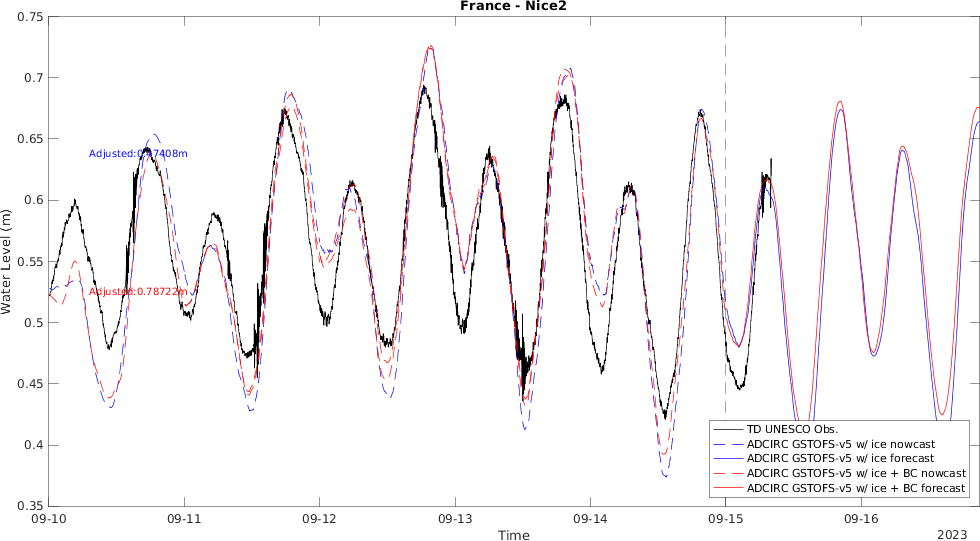 France - Nice2
0.75
0.7
0.65
0.6
0.55
0.5
0.45
0.4
0.35
Water Level (m)
Adjusted:0.47408m
Adjusted:0.78722m
TD UNESCO Obs.
ADCIRC GSTOFS-v5 w/ ice nowcast
ADCIRC GSTOFS-v5 w/ ice forecast
ADCIRC GSTOFS-v5 w/ ice + BC nowcast
ADCIRC GSTOFS-v5 w/ ice + BC forecast
09-10 09-11 09-12 09-13 09-14 09-15 09-16
Time
2023